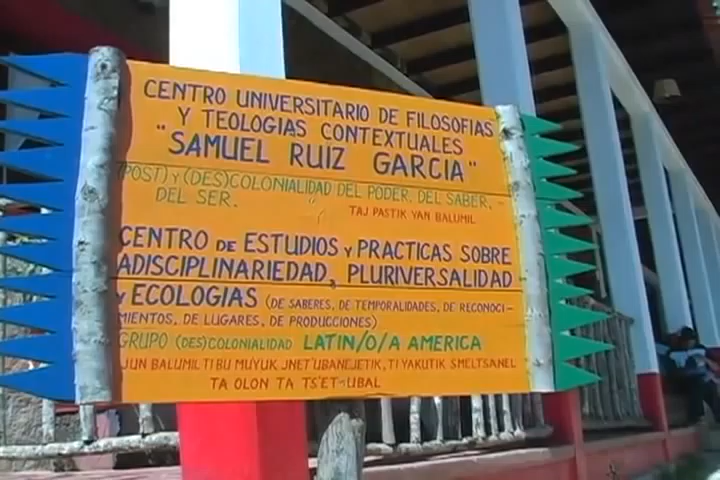 CENTRO UNIVERSITARIO DE FILOSOFIAS
Y TEOLOGIAS CONTEXTUALES
"SAMUEL RUIZ GARCIA"
(POST) Y (DES)COLONIALIDAD DEL PODER, DEL SABER,
DEL SER.
TAJ PASTIK YAN BALUMIL
CENTRO DE ESTUDIOS Y PRACTICAS SOBRE
ADISCIPLINARIEDAD, PLURIVERSALIDAD
Y ECOLOGIAS (DE SABERES, DE TEMPORALIDADES, DE RECONOCI-
MIENTOS, DE LUGARES, DE PRODUCCIONES)
GRUPO (DES)COLONIALIDAD LATIN/O/A AMERICA
JUN BALUMIL TI BU MUYUK JNET'UBANEJETIK, TI YAKUTIK SMELTSANEL
TA OLON TA TS'ET-UBAL